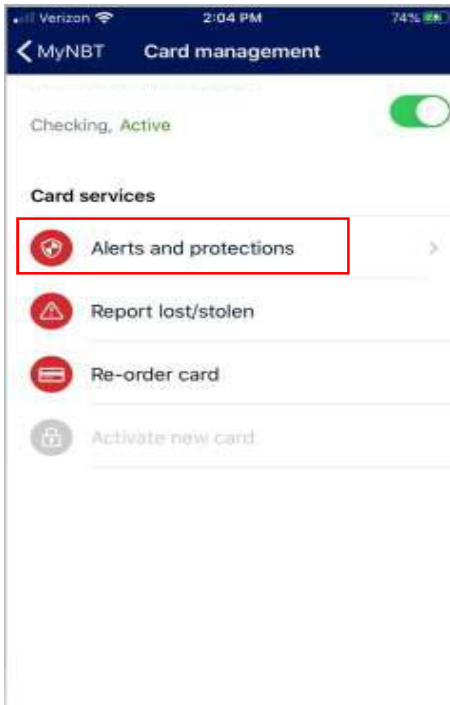 Verizon 2:04 PM 74%
MyNBT Card management
Checking, Active
Card services
Alerts and protections
Report lost/stolen
Re-order card
Activate new card